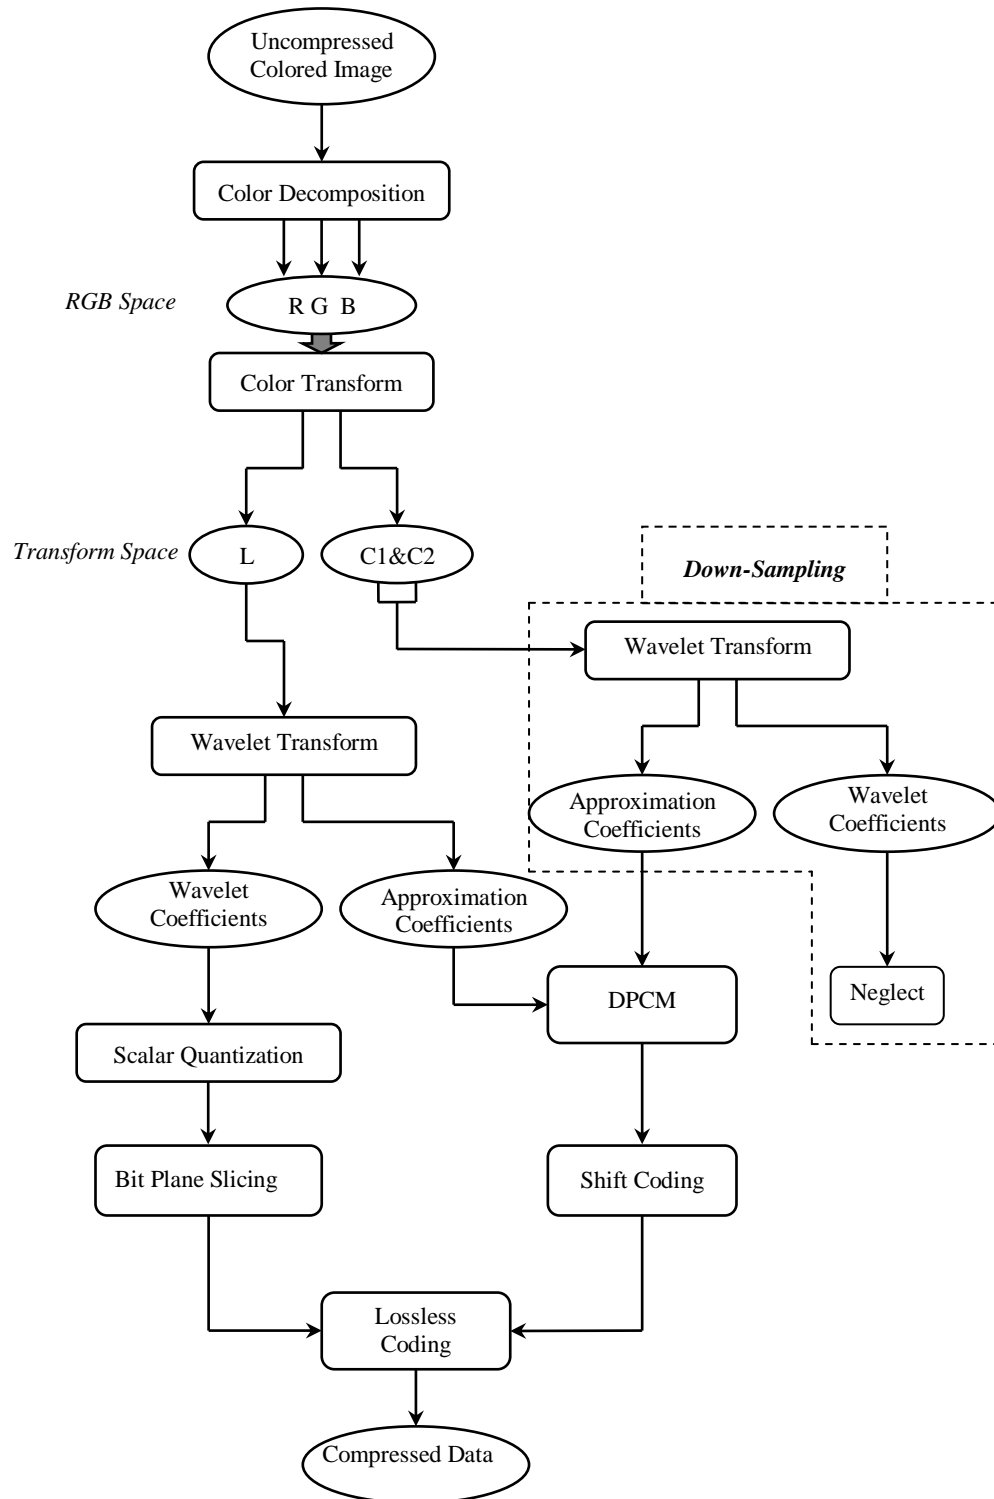 Uncompressed
Colored Image
Color Decomposition
RGB Space
R G B
Color Transform
Transform Space
L
C1&C2
Down-Sampling
Wavelet Transform
Wavelet Transform
Approximation
Coefficients
Wavelet
Coefficients
Wavelet
Coefficients
Approximation
Coefficients
DPCM
Neglect
Scalar Quantization
Bit Plane Slicing
Shift Coding
Lossless
Coding
Compressed Data